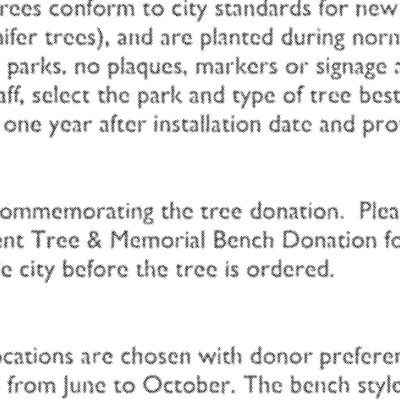 rees conform to city standards for new
nifer trees), and are planted during norm
parks. no plaques, markers or signage a
aff, select the park and type of tree best
one year after installation date and pro
ommemorating the tree donation. Plea
ent Tree & Memorial Bench Donation fo
e city before the tree is ordered.
ocations are chosen with donor preferen
from June to October. The bench style